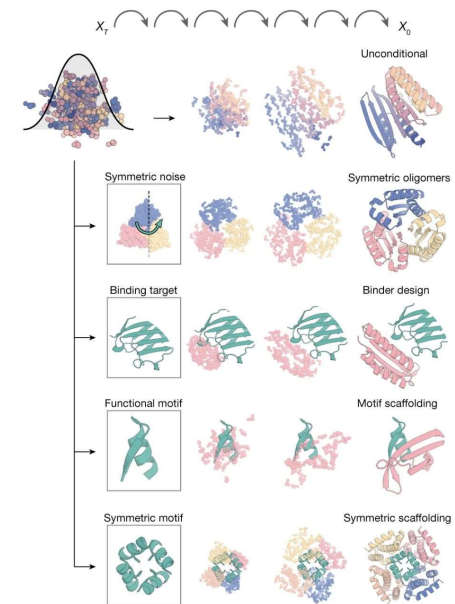 X_T X_0
Unconditional
Symmetric noise Symmetric oligomers
Binding target Binder design
Functional motif Motif scaffolding
Symmetric motif Symmetric scaffolding